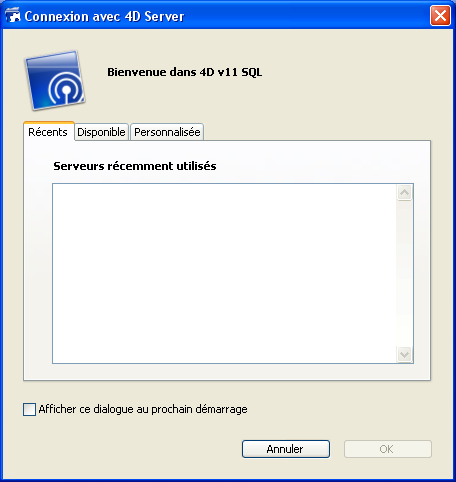 Connexion avec 4D Server
Bienvenue dans 4D v11 SQL
Récents Disponible Personnalisée
Serveurs récemment utilisés
Afficher ce dialogue au prochain démarrage
Annuler OK